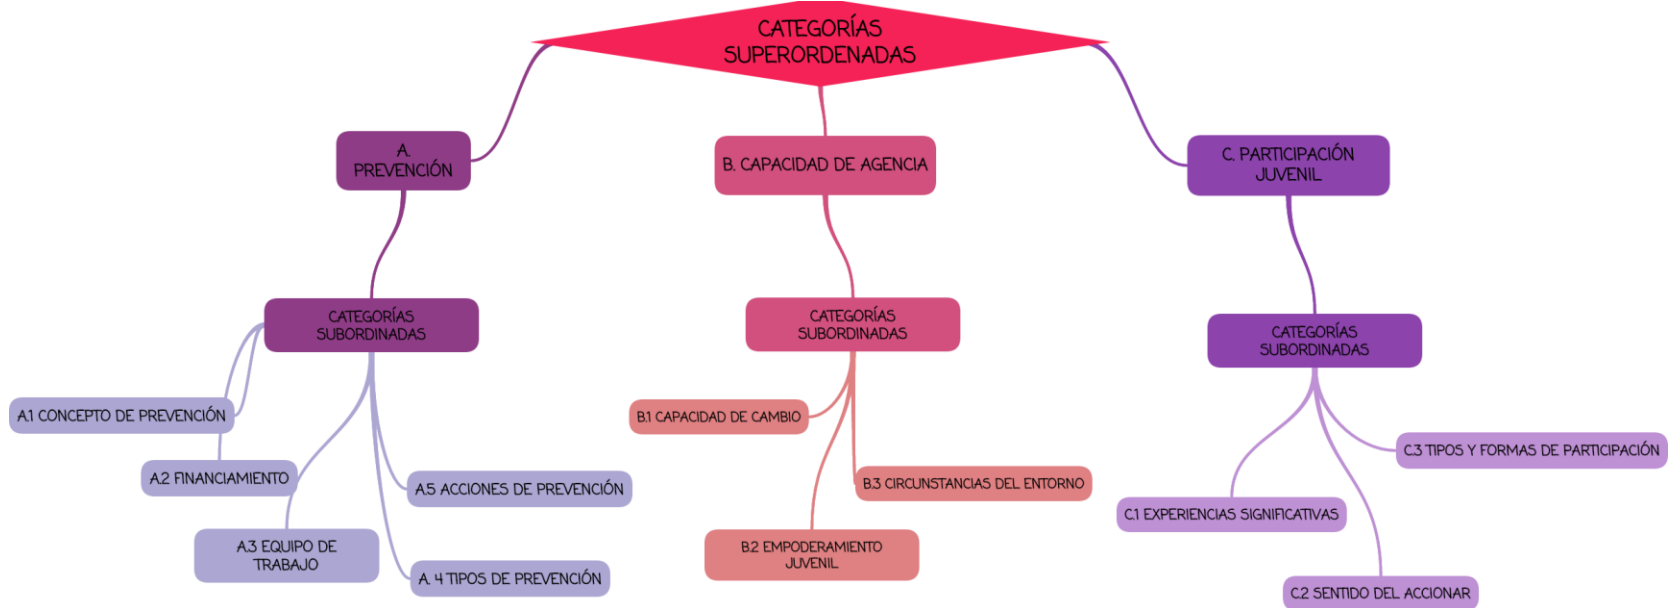 CATEGORÍAS
SUPERORDENADAS
A.
PREVENCIÓN
B. CAPACIDAD DE AGENCIA
C. PARTICIPACIÓN
JUVENIL
CATEGORÍAS
SUBORDINADAS
CATEGORÍAS
SUBORDINADAS
CATEGORÍAS
SUBORDINADAS
A.1 CONCEPTO DE PREVENCIÓN
A.2 FINANCIAMIENTO
A.3 EQUIPO DE
TRABAJO
A. 4 TIPOS DE PREVENCIÓN
A.5 ACCIONES DE PREVENCIÓN
B.1 CAPACIDAD DE CAMBIO
B.2 EMPODERAMIENTO
JUVENIL
B.3 CIRCUNSTANCIAS DEL ENTORNO
C.1 EXPERIENCIAS SIGNIFICATIVAS
C.2 SENTIDO DEL ACCIONAR
C.3 TIPOS Y FORMAS DE PARTICIPACIÓN